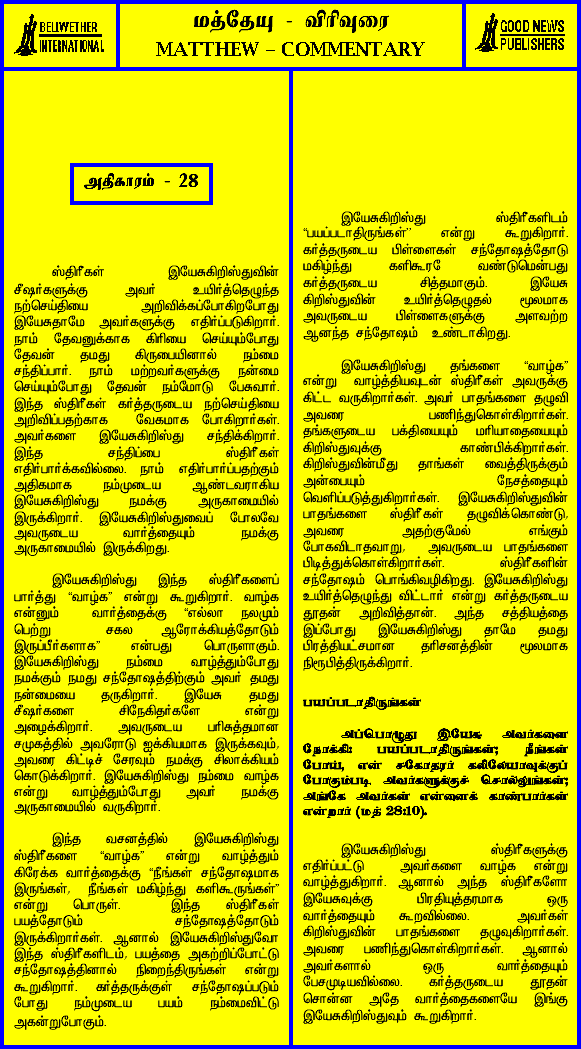 BELIWETHER
INTERNATIONAL
மத்தேயு - விரிவுரை
MATTHEW – COMMENTARY
GOOD NEWS
PUBLISHERS
அதிகாரம் - 28
ஸ்திரீகள் இயேசுகிறிஸ்துவின்
சீஷர்களுக்கு அவர் உயிர்த்தெழுந்த
நற்செய்தியை அறிவிக்கப்போகிறபோது
இயேசுதாமே அவர்களுக்கு எதிர்ப்படுகிறார்.
நாம் தேவனுக்காக கிரியை செய்யும்போது
தேவன் தமது கிருபையினால் நம்மை
சந்திப்பார். நாம் மற்றவர்களுக்கு நன்மை
செய்யும்போது தேவன் நம்மோடு பேசுவார்.
இந்த ஸ்திரீகள் கர்த்தருடைய நற்செய்தியை
அறிவிப்பதற்காக வேகமாக போகிறார்கள்.
அவர்களை இயேசுகிறிஸ்து சந்திக்கிறார்.
இந்த சந்திப்பை ஸ்திரீகள்
எதிர்பார்க்கவில்லை. நாம் எதிர்பார்ப்பதற்கும்
அதிகமாக நம்முடைய ஆண்டவராகிய
இயேசுகிறிஸ்து நமக்கு அருகாமையில்
இருக்கிறார். இயேசுகிறிஸ்துவைப் போலவே
அவருடைய வார்த்தையும் நமக்கு
அருகாமையில் இருக்கிறது.
இயேசுகிறிஸ்து இந்த ஸ்திரீகளைப்
பார்த்து “வாழ்க” என்று கூறுகிறார். வாழ்க
என்னும் வார்த்தைக்கு “எல்லா நலமும்
பெற்று சகல ஆரோக்கியத்தோடும்
இருப்பீர்களாக” என்பது பொருளாகும்.
இயேசுகிறிஸ்து நம்மை வாழ்த்தும்போது
நமக்கும் நமது சந்தோஷத்திற்கும் அவர் தமது
நன்மையை தருகிறார். இயேசு தமது
சீஷர்களை சிநேகிதர்களே என்று
அழைக்கிறார். அவருடைய பரிசுத்தமான
சமுகத்தில் அவரோடு ஐக்கியமாக இருக்கவும்,
அவரை கிட்டிச் சேரவும் நமக்கு சிலாக்கியம்
கொடுக்கிறார். இயேசுகிறிஸ்து நம்மை வாழ்க
என்று வாழ்த்தும்போது அவர் நமக்கு
அருகாமையில் வருகிறார்.
இந்த வசனத்தில் இயேசுகிறிஸ்து
ஸ்திரீகளை “வாழ்க” என்று வாழ்த்தும்
கிரேக்க வார்த்தைக்கு “நீங்கள் சந்தோஷமாக
இருங்கள், நீங்கள் மகிழ்ந்து களிகூருங்கள்”
என்று பொருள். இந்த ஸ்திரீகள்
பயத்தோடும் சந்தோஷத்தோடும்
இருக்கிறார்கள். ஆனால் இயேசுகிறிஸ்துவோ
இந்த ஸ்திரீகளிடம், பயத்தை அகற்றிப்போட்டு
சந்தோஷத்தினால் நிறைந்திருங்கள் என்று
கூறுகிறார். கர்த்தருக்குள் சந்தோஷப்படும்
போது நம்முடைய பயம் நம்மைவிட்டு
அகன்றுபோகும்.
இயேசுகிறிஸ்து ஸ்திரீகளிடம்
“பயப்படாதிருங்கள்” என்று கூறுகிறார்.
கர்த்தருடைய பிள்ளைகள் சந்தோஷத்தோடு
மகிழ்ந்து களிகூரரே வண்டுமென்பது
கர்த்தருடைய சித்தமாகும். இயேசு
கிறிஸ்துவின் உயிர்த்தெழுதல் மூலமாக
அவருடைய பிள்ளைகளுக்கு அளவற்ற
ஆனந்த சந்தோஷம் உண்டாகிறது.
இயேசுகிறிஸ்து தங்களை “வாழ்க”
என்று வாழ்த்தியவுடன் ஸ்திரீகள் அவருக்கு
கிட்ட வருகிறார்கள். அவர் பாதங்களை தழுவி
அவரை பணிந்துகொள்கிறார்கள்.
தங்களுடைய பக்தியையும் மரியாதையையும்
கிறிஸ்துவுக்கு காண்பிக்கிறார்கள்.
கிறிஸ்துவின்மீது தாங்கள் வைத்திருக்கும்
அன்பையும் நேசத்தையும்
வெளிப்படுத்துகிறார்கள். இயேசுகிறிஸ்துவின்
பாதங்களை ஸ்திரீகள் தழுவிக்கொண்டு,
அவரை அதற்குமேல் எங்கும்
போகவிடாதவாறு, அவருடைய பாதங்களை
பிடித்துக்கொள்கிறார்கள். ஸ்திரீகளின்
சந்தோஷம் பொங்கிவழிகிறது. இயேசுகிறிஸ்து
உயிர்த்தெழுந்து விட்டார் என்று கர்த்தருடைய
தூதன் அறிவித்தான். அந்த சத்தியத்தை
இப்போது இயேசுகிறிஸ்து தாமே தமது
பிரத்தியட்சமான தரிசனத்தின் மூலமாக
நிரூபித்திருக்கிறார்.
பயப்படாதிருங்கள்
அப்பொழுது இயேசு அவர்களை
நோக்கி: பயப்படாதிருங்கள்; நீங்கள்
போய், என் சகோதரர் கலிலேயாவுக்குப்
போகும்படி அவர்களுக்குச் சொல்லுங்கள்;
அங்கே அவர்கள் என்னைக் காண்பார்கள்
என்றார் (மத் 28:10).
இயேசுகிறிஸ்து ஸ்திரீகளுக்கு
எதிர்ப்பட்டு அவர்களை வாழ்க என்று
வாழ்த்துகிறார். ஆனால் அந்த ஸ்திரீகளோ
இயேசுவுக்கு பிரதியுத்தரமாக ஒரு
வார்த்தையும் கூறவில்லை. அவர்கள்
கிறிஸ்துவின் பாதங்களை தழுவுகிறார்கள்.
அவரை பணிந்துகொள்கிறார்கள். ஆனால்
அவர்களால் ஒரு வார்த்தையும்
பேசமுடியவில்லை. கர்த்தருடைய தூதன்
சொன்ன அதே வார்த்தைகளையே இங்கு
இயேசுகிறிஸ்துவும் கூறுகிறார்.